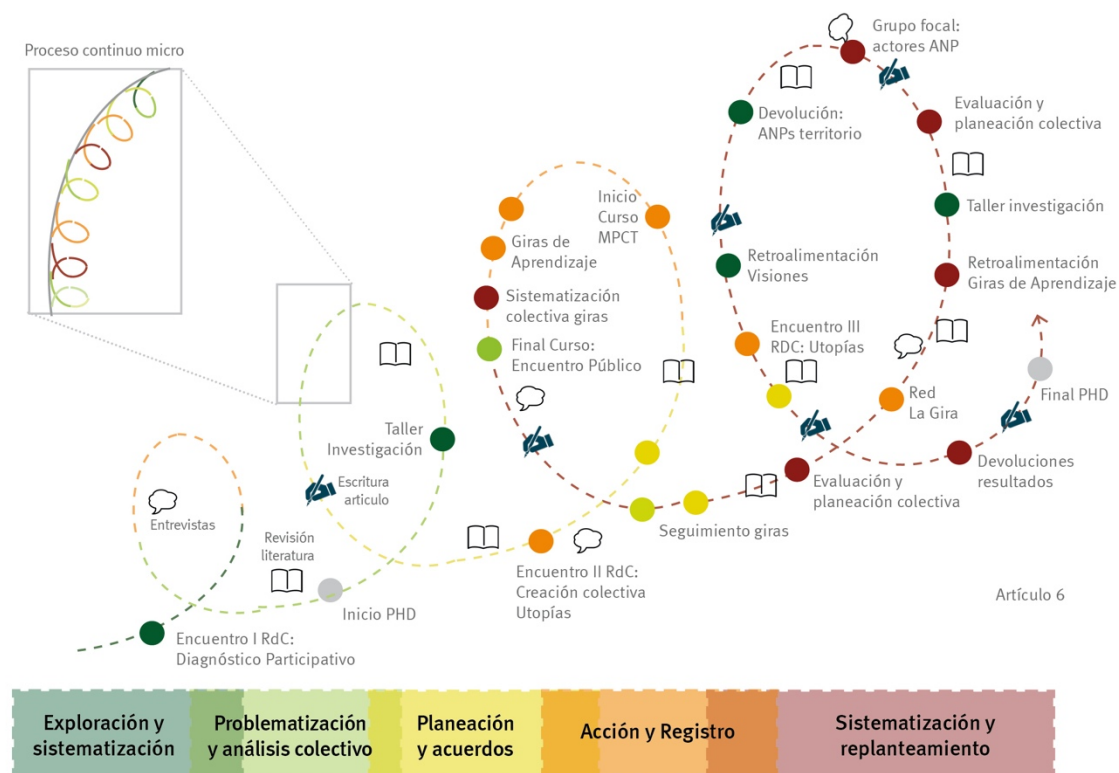 Proceso continuo micro
Grupo focal:
actores ANP
Devolución:
ANPs territorio
Evaluación y
planeación colectiva
Taller investigación
Retroalimentación
Visiones
Retroalimentación
Giras de Aprendizaje
Encuentro III
RDC: Utopías
Red
La Gira
Final PHD
Devoluciones
resultados
Evaluación y
planeación colectiva
Inicio
Curso
MPCT
Giras de
Aprendizaje
Sistematización
colectiva giras
Final Curso:
Encuentro Público
Seguimiento giras
Taller
Investigación
Escritura
artículo
Entrevistas
Revisión
literatura
Inicio PHD
Encuentro II RdC:
Creación colectiva
Utopías
Encuentro I RdC:
Diagnóstico Participativo
Artículo 6
Exploración y
sistematización
Problematización
y análisis colectivo
Planeación
y acuerdos
Acción y Registro
Sistematización y
replanteamiento